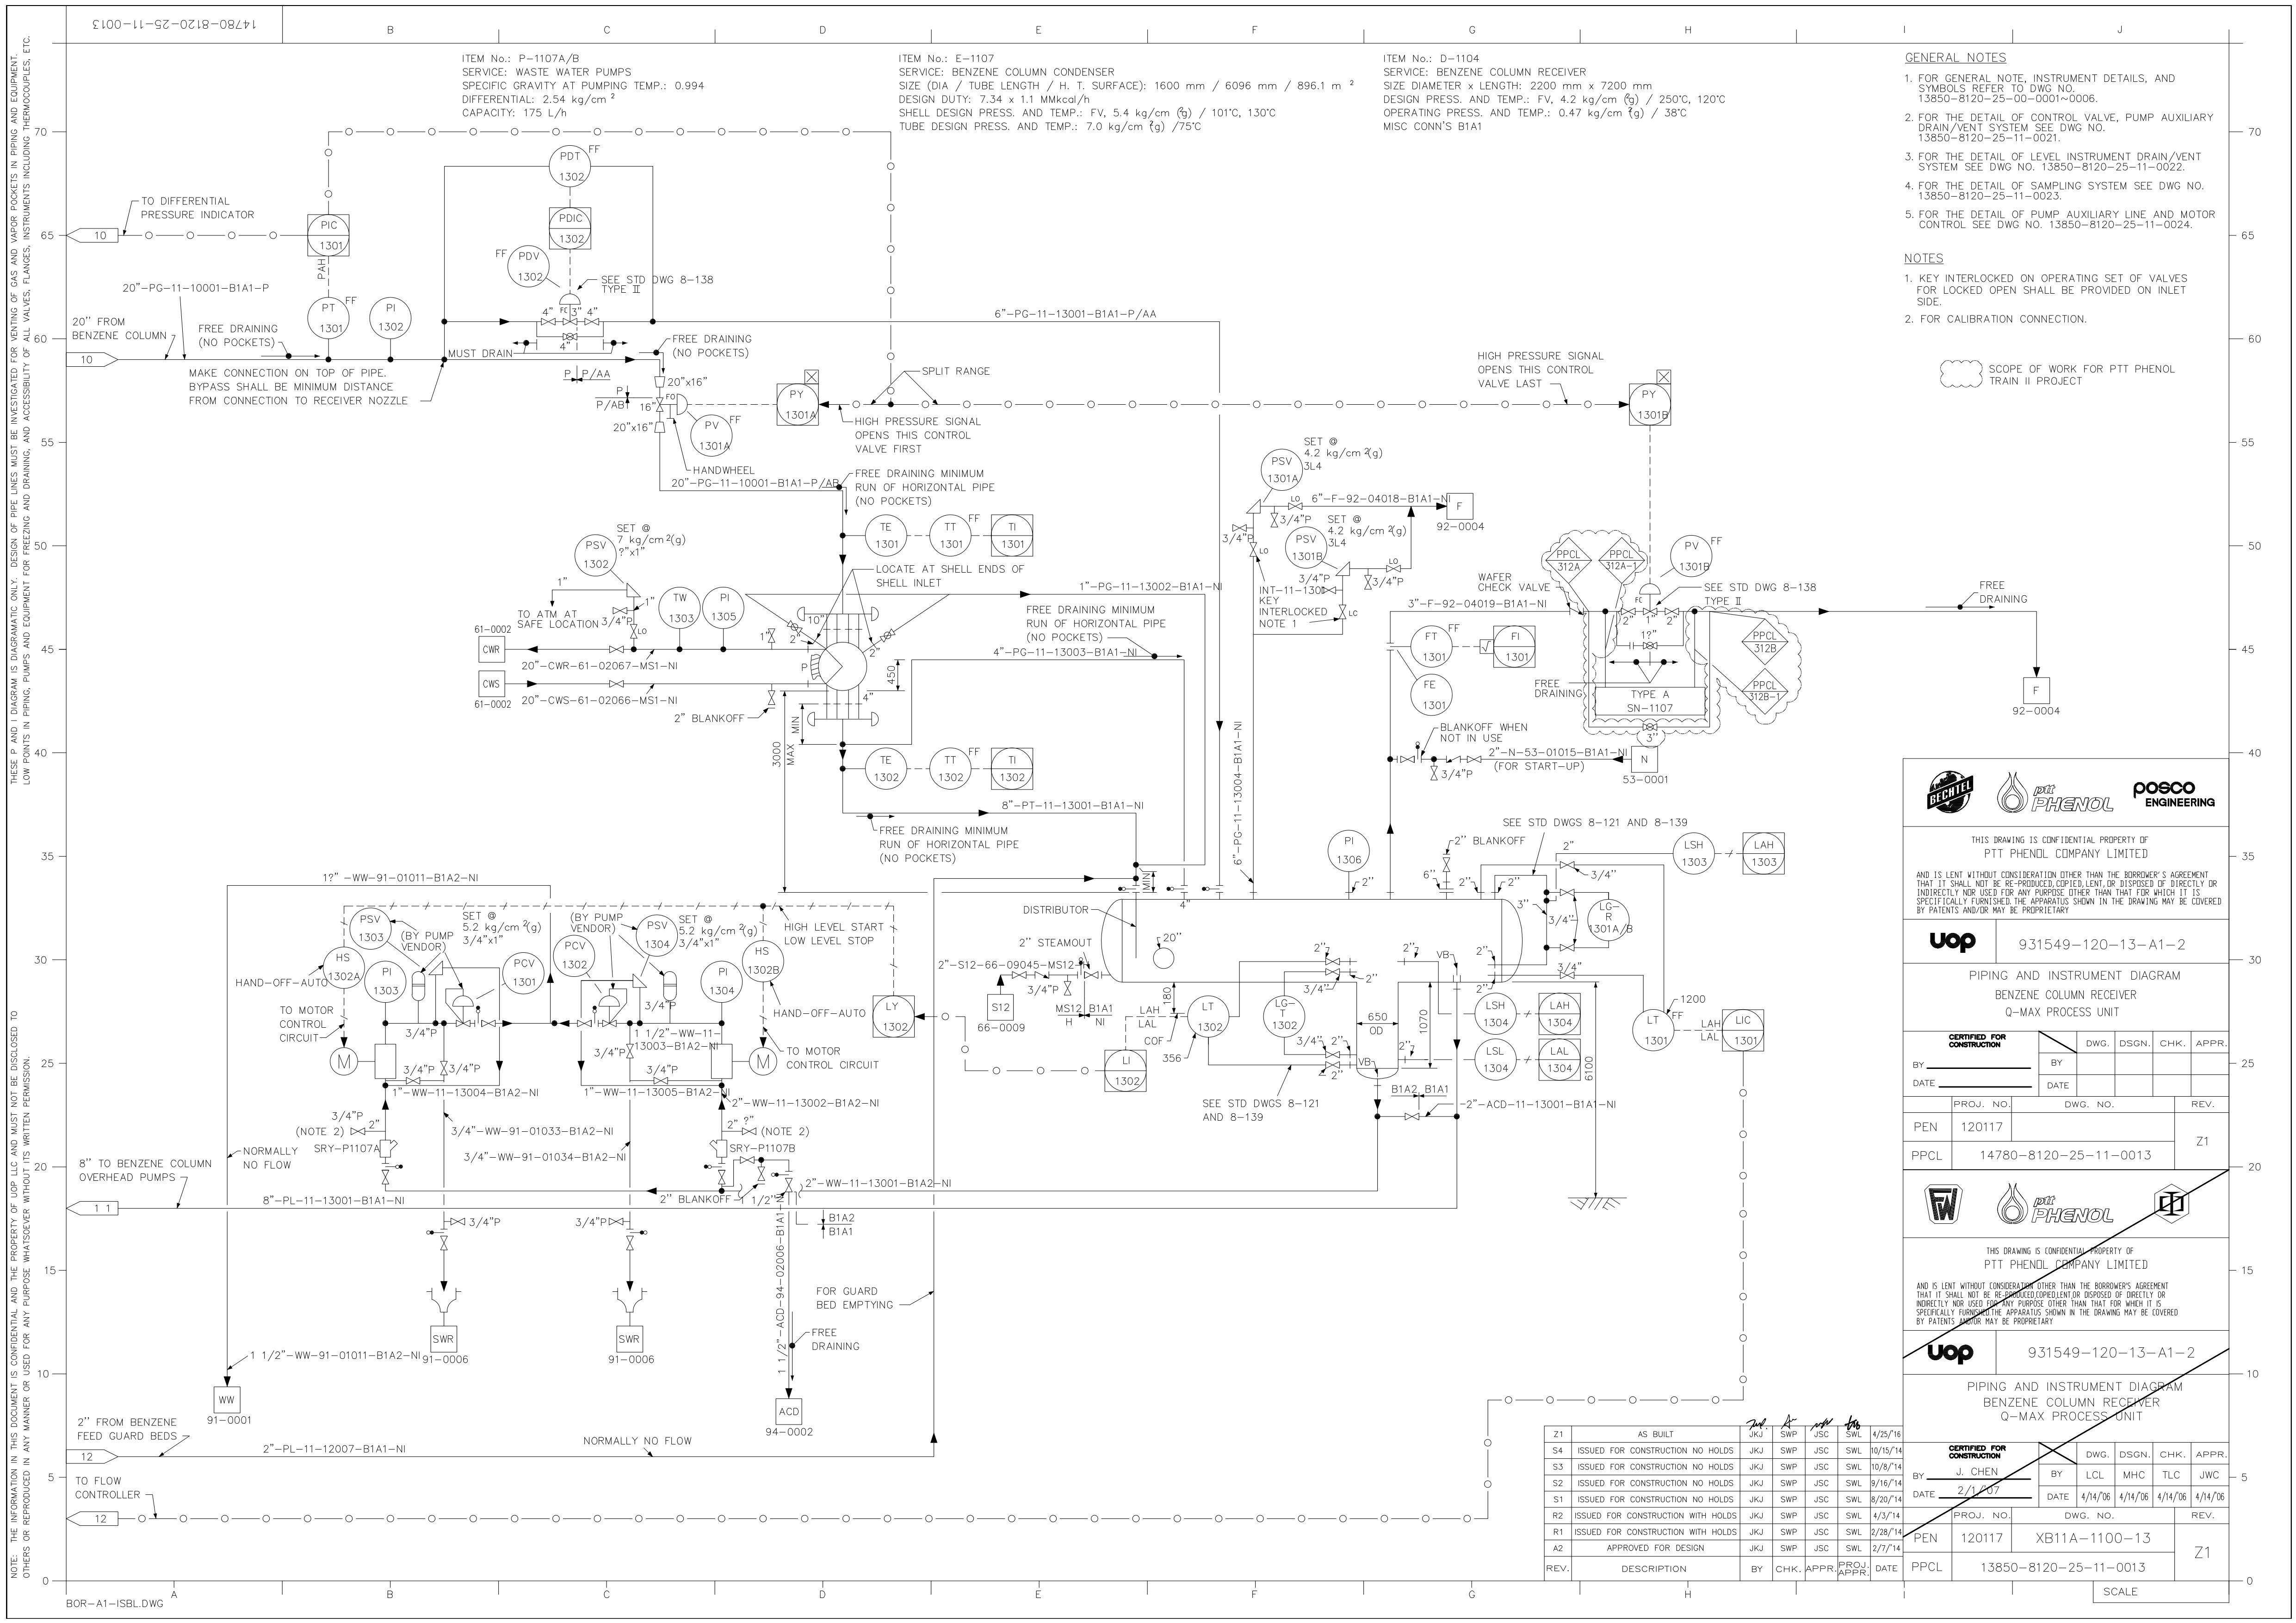 14780-8120-25-11-0013
B
C
D
E
F
G
H
I
J
ITEM No.: P-1107A/B
SERVICE: WASTE WATER PUMPS
SPECIFIC GRAVITY AT PUMPING TEMP.: 0.994
DIFFERENTIAL: 2.54 kg/cm 2
CAPACITY: 175 L/h
ITEM No.: E-1107
SERVICE: BENZENE COLUMN CONDENSER
SIZE (DIA / TUBE LENGTH / H. T. SURFACE): 1600 mm / 6096 mm / 896.1 m 2
DESIGN DUTY: 7.34 x 1.1 MMkcal/h
SHELL DESIGN PRESS. AND TEMP.: FV, 5.4 kg/cm 2(g) / 101°C, 130°C
TUBE DESIGN PRESS. AND TEMP.: 7.0 kg/cm 2(g) /75°C
ITEM No.: D-1104
SERVICE: BENZENE COLUMN RECEIVER
SIZE DIAMETER x LENGTH: 2200 mm x 7200 mm
DESIGN PRESS. AND TEMP.: FV, 4.2 kg/cm 2(g) / 250°C, 120°C
OPERATING PRESS. AND TEMP.: 0.47 kg/cm 2(g) / 38°C
MISC CONN'S B1A1
GENERAL NOTES
1. FOR GENERAL NOTE, INSTRUMENT DETAILS, AND
SYMBOLS REFER TO DWG NO.
13850-8120-25-00-0001~0006.
2. FOR THE DETAIL OF CONTROL VALVE, PUMP AUXILIARY
DRAIN/VENT SYSTEM SEE DWG NO.
13850-8120-25-11-0021.
3. FOR THE DETAIL OF LEVEL INSTRUMENT DRAIN/VENT
SYSTEM SEE DWG NO. 13850-8120-25-11-0022.
4. FOR THE DETAIL OF SAMPLING SYSTEM SEE DWG NO.
13850-8120-25-11-0023.
5. FOR THE DETAIL OF PUMP AUXILIARY LINE AND MOTOR
CONTROL SEE DWG NO. 13850-8120-25-11-0024.
NOTES
1. KEY INTERLOCKED ON OPERATING SET OF VALVES
FOR LOCKED OPEN SHALL BE PROVIDED ON INLET
SIDE.
2. FOR CALIBRATION CONNECTION.
SCOPE OF WORK FOR PTT PHENOL
TRAIN II PROJECT
THESE P AND I DIAGRAM IS DIAGRAMATIC ONLY. DESIGN OF PIPE LINES MUST BE INVESTIGATED FOR VENTING OF GAS AND VAPOR POCKETS IN PIPING AND EQUIPMENT.
LOW POINTS IN PIPING, PUMPS AND EQUIPMENT FOR FREEZING AND DRAINING, AND ACCESSIBILITY OF ALL VALVES, FLANGES, INSTRUMENTS INCLUDING THERMOCOUPLES, ETC.
NOTE: THE INFORMATION IN THIS DOCUMENT IS CONFIDENTIAL AND THE PROPERTY OF UOP LLC AND MUST NOT BE DISCLOSED TO
OTHERS OR REPRODUCED IN ANY MANNER OR USED FOR ANY PURPOSE WHATSOEVER WITHOUT ITS WRITTEN PERMISSION.
70
65
60
55
50
45
40
35
30
25
20
15
10
5
0
TO DIFFERENTIAL
PRESSURE INDICATOR
10
PIC
1301
PAH
PT
1301
FF
PI
1302
PDT
1302
FF
PDIC
1302
FF
PDV
1302
SEE STD DWG 8-138
TYPE II
4" FC 3" 4"
4"
20"-PG-11-10001-B1A1-P
20'' FROM
BENZENE COLUMN
10
FREE DRAINING
(NO POCKETS)
MUST DRAIN
MAKE CONNECTION ON TOP OF PIPE.
BYPASS SHALL BE MINIMUM DISTANCE
FROM CONNECTION TO RECEIVER NOZZLE
P P/AA
FREE DRAINING
(NO POCKETS)
20"x16"
P
P/AB1
16"
FO
20"x16"
PV
1301A
FF
HANDWHEEL
6"-PG-11-13001-B1A1-P/AA
PY
1301A
SPLIT RANGE
HIGH PRESSURE SIGNAL
OPENS THIS CONTROL
VALVE FIRST
HIGH PRESSURE SIGNAL
OPENS THIS CONTROL
VALVE LAST
PY
1301B
20"-PG-11-10001-B1A1-P/AB
FREE DRAINING MINIMUM
RUN OF HORIZONTAL PIPE
(NO POCKETS)
TE
1301
TT
1301
FF
TI
1301
SET @
7 kg/cm 2(g)
?"x1"
PSV
1302
1"
TO ATM AT
SAFE LOCATION
3/4"P
1"
LO
TW
1303
PI
1305
61-0002
CWR
20"-CWR-61-02067-MS1-NI
CWS
61-0002
20"-CWS-61-02066-MS1-NI
2" BLANKOFF
LOCATE AT SHELL ENDS OF
SHELL INLET
10"
2"
1"
2"
P
4"
450
3000
MAX
MIN
1"-PG-11-13002-B1A1-NI
FREE DRAINING MINIMUM
RUN OF HORIZONTAL PIPE
(NO POCKETS)
4"-PG-11-13003-B1A1-NI
TE
1302
TT
1302
FF
TI
1302
8"-PT-11-13001-B1A1-NI
FREE DRAINING MINIMUM
RUN OF HORIZONTAL PIPE
(NO POCKETS)
SET @
4.2 kg/cm 2(g)
3L4
PSV
1301A
LO
6"-F-92-04018-B1A1-NI
F
92-0004
3/4"P
SET @
4.2 kg/cm 2(g)
3L4
PSV
1301B
3/4"P
LO
LO
3/4"P
3/4"P
INT-11-1300
KEY
INTERLOCKED
NOTE 1
LC
6"-PG-11-13004-B1A1-NI
WAFER
CHECK VALVE
3"-F-92-04019-B1A1-NI
PPCL
312A
PPCL
312A-1
PV
1301B
FF
SEE STD DWG 8-138
TYPE II
FC
2" 1" 2"
1?"
FREE
DRAINING
TYPE A
SN-1107
3''
PPCL
312B
PPCL
312B-1
FREE
DRAINING
F
92-0004
FT
1301
FF
FI
1301
FE
1301
BLANKOFF WHEN
NOT IN USE
2"-N-53-01015-B1A1-NI
(FOR START-UP)
N
53-0001
3/4"P
SEE STD DWGS 8-121 AND 8-139
LSH
1303
LAH
1303
PI
1306
2''
2'' BLANKOFF
6''
2''
2''
2''
3/4''
3''
3/4''
LG-
R
1301A/B
3/4''
MIN
4"
DISTRIBUTOR
20''
2'' STEAMOUT
2"-S12-66-09045-MS12-H
3/4"P
S12
66-0009
MS12 B1A1
H NI
180
LAH
LAL
COF
356
LT
1302
LI
1302
LG-
T
1302
2''
2''
3/4''
3/4''
2''
2''
650
OD
1070
VB
VB
2''
2''
2''
2''
2''
LSH
1304
LAH
1304
LSL
1304
LAL
1304
B1A2 B1A1
2"-ACD-11-13001-B1A1-NI
SEE STD DWGS 8-121
AND 8-139
6100
1200
LT
1301
FF
LAH
LAL
LIC
1301
1?" -WW-91-01011-B1A2-NI
PSV
1303
(BY PUMP
VENDOR)
SET @
5.2 kg/cm 2(g)
3/4"x1"
HS
1302A
HAND-OFF-AUTO
PI
1303
PCV
1301
TO MOTOR
CONTROL
CIRCUIT
M
3/4"P
3/4"P
3/4"P
1"-WW-11-13004-B1A2-NI
(BY PUMP
VENDOR)
PCV
1302
PSV
1304
SET @
5.2 kg/cm 2(g)
3/4"x1"
PI
1304
HS
1302B
HIGH LEVEL START
LOW LEVEL STOP
HAND-OFF-AUTO
LY
1302
3/4"P
1 1/2"-WW-11-
13003-B1A2-NI
3/4"P
3/4"P
M
TO MOTOR
CONTROL CIRCUIT
1"-WW-11-13005-B1A2-NI
2"-WW-11-13002-B1A2-NI
3/4"P
(NOTE 2)
2''
SRY-P1107A
3/4"-WW-91-01033-B1A2-NI
3/4"-WW-91-01034-B1A2-NI
2'' ?"
(NOTE 2)
SRY-P1107B
NORMALLY
NO FLOW
8'' TO BENZENE COLUMN
OVERHEAD PUMPS
11
8"-PL-11-13001-B1A1-NI
2'' BLANKOFF
1 1/2"
2"-WW-11-13001-B1A2-NI
B1A2
B1A1
3/4"P
3/4"P
SWR
91-0006
SWR
91-0006
1 1/2"-ACD-94-02006-B1A1-NI
FOR GUARD
BED EMPTYING
FREE
DRAINING
ACD
94-0002
1 1/2"-WW-91-01011-B1A2-NI
WW
91-0001
2'' FROM BENZENE
FEED GUARD BEDS
12
2"-PL-11-12007-B1A1-NI
NORMALLY NO FLOW
TO FLOW
CONTROLLER
12
BECHTEL
ptt
PHENOL
posco
ENGINEERING
THIS DRAWING IS CONFIDENTIAL PROPERTY OF
PTT PHENOL COMPANY LIMITED
AND IS LENT WITHOUT CONSIDERATION OTHER THAN THE BORROWER'S AGREEMENT
THAT IT SHALL NOT BE RE-PRODUCED,COPIED,LENT,OR DISPOSED OF DIRECTLY OR
INDIRECTLY NOR USED FOR ANY PURPOSE OTHER THAN THAT FOR WHICH IT IS
SPECIFICALLY FURNISHED. THE APPARATUS SHOWN IN THE DRAWING MAY BE COVERED
BY PATENTS AND/OR MAY BE PROPRIETARY
uop
931549-120-13-A1-2
PIPING AND INSTRUMENT DIAGRAM
BENZENE COLUMN RECEIVER
Q-MAX PROCESS UNIT
CERTIFIED FOR
CONSTRUCTION
BY
DATE
DWG. DSGN. CHK. APPR.
BY
DATE
PROJ. NO. DWG. NO. REV.
PEN 120117
Z1
PPCL 14780-8120-25-11-0013
FW
ptt
PHENOL
THIS DRAWING IS CONFIDENTIAL PROPERTY OF
PTT PHENOL COMPANY LIMITED
AND IS LENT WITHOUT CONSIDERATION OTHER THAN THE BORROWER'S AGREEMENT
THAT IT SHALL NOT BE RE-PRODUCED,COPIED,LENT,OR DISPOSED OF DIRECTLY OR
INDIRECTLY NOR USED FOR ANY PURPOSE OTHER THAN THAT FOR WHICH IT IS
SPECIFICALLY FURNISHED.THE APPARATUS SHOWN IN THE DRAWING MAY BE COVERED
BY PATENTS AND/OR MAY BE PROPRIETARY
uop
931549-120-13-A1-2
PIPING AND INSTRUMENT DIAGRAM
BENZENE COLUMN RECEIVER
Q-MAX PROCESS UNIT
CERTIFIED FOR
CONSTRUCTION
BY J. CHEN
DATE 2/1/'07
DWG. DSGN. CHK. APPR.
BY LCL MHC TLC JWC
DATE 4/14/'06 4/14/'06 4/14/'06 4/14/'06
PROJ. NO. DWG. NO. REV.
PEN 120117 XB11A-1100-13
Z1
PPCL 13850-8120-25-11-0013
SCALE
Z1 AS BUILT JKJ SWP JSC SWL 4/25/'16
S4 ISSUED FOR CONSTRUCTION NO HOLDS JKJ SWP JSC SWL 10/15/'14
S3 ISSUED FOR CONSTRUCTION NO HOLDS JKJ SWP JSC SWL 10/8/'14
S2 ISSUED FOR CONSTRUCTION NO HOLDS JKJ SWP JSC SWL 9/16/'14
S1 ISSUED FOR CONSTRUCTION NO HOLDS JKJ SWP JSC SWL 8/20/'14
R2 ISSUED FOR CONSTRUCTION WITH HOLDS JKJ SWP JSC SWL 4/3/'14
R1 ISSUED FOR CONSTRUCTION WITH HOLDS JKJ SWP JSC SWL 2/28/'14
A2 APPROVED FOR DESIGN JKJ SWP JSC SWL 2/7/'14
REV. DESCRIPTION BY CHK. APPR. PROJ. APPR. DATE
A
B
C
D
E
F
G
H
I
J
BOR-A1-ISBL.DWG